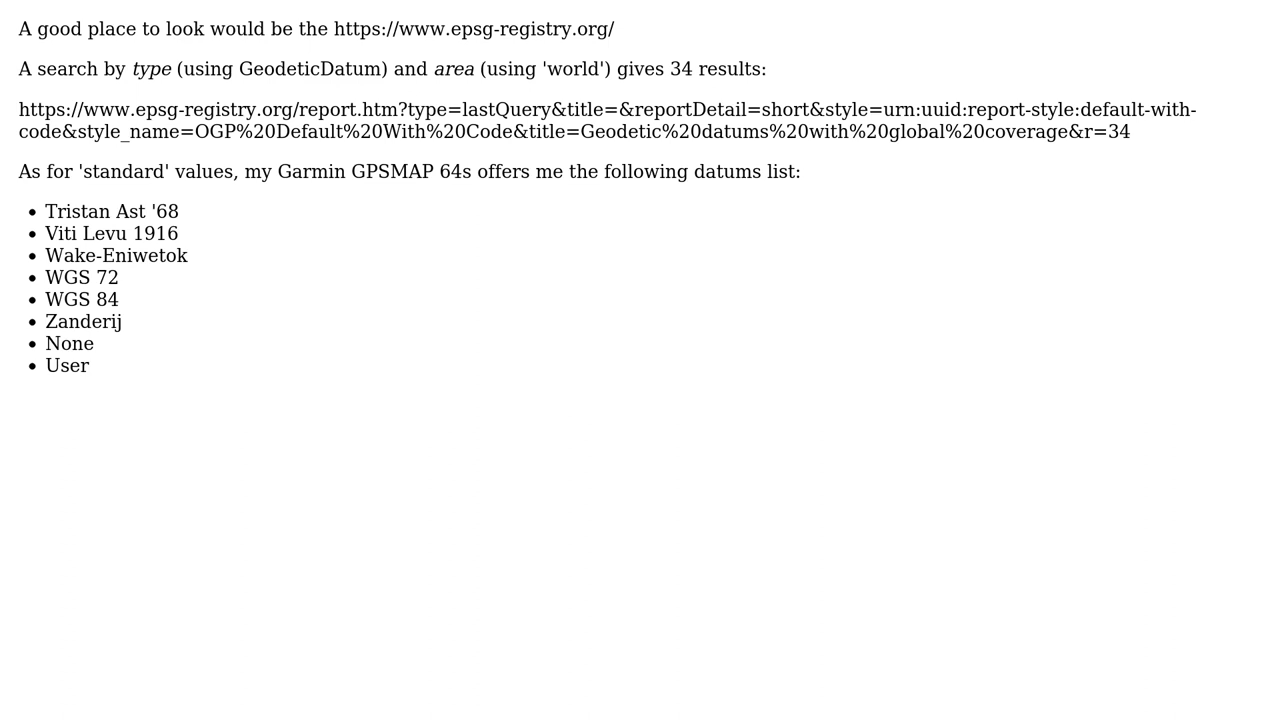 A good place to look would be the https://www.epsg-registry.org/
A search by type (using GeodeticDatum) and area (using 'world') gives 34 results:
https://www.epsg-registry.org/report.htm?type=lastQuery&title=&reportDetail=short&style=urn:uuid:report-style:default-with-
code&style_name=OGP%20Default%20With%20Code&title=Geodetic%20datums%20with%20global%20coverage&r=34
As for 'standard' values, my Garmin GPSMAP 64s offers me the following datums list:
• Tristan Ast '68
• Viti Levu 1916
• Wake-Eniwetok
• WGS 72
• WGS 84
• Zanderij
• None
• User